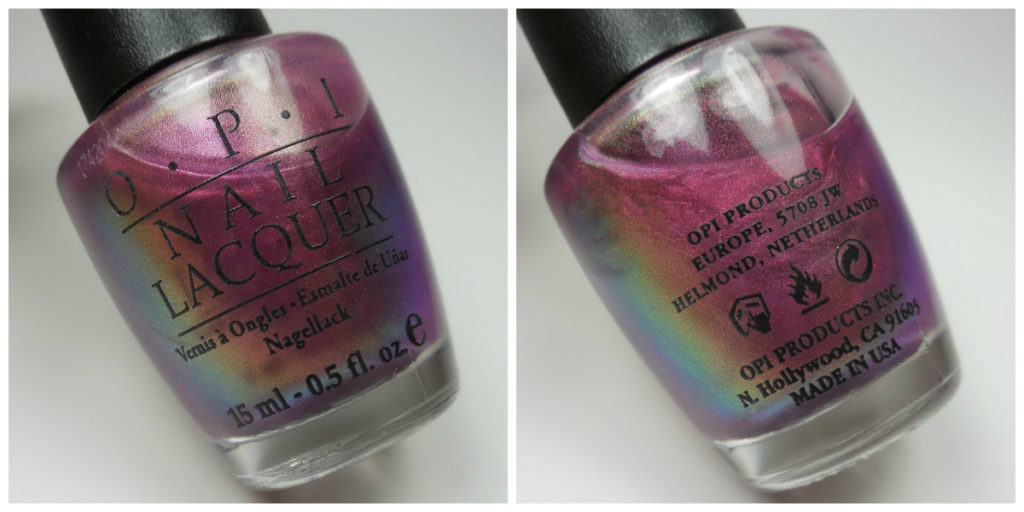 O·P·I
NAIL
LACQUER
Vernis à Ongles · Esmalte de Uñas
Nagellack
15 ml - 0.5 fl. oz. e
OPI PRODUCTS
EUROPE, 5708 JW
HELMOND, NETHERLANDS
OPI PRODUCTS INC.
N. Hollywood, CA 91605
MADE IN USA